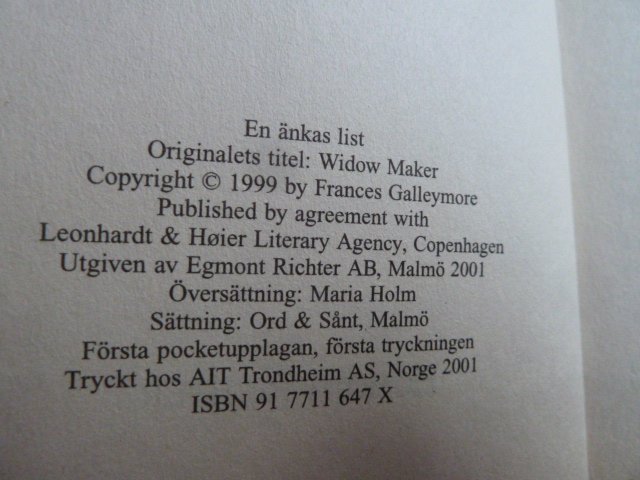 En änkas list
Originalets titel: Widow Maker
Copyright © 1999 by Frances Galleymore
Published by agreement with
Leonhardt & Høier Literary Agency, Copenhagen
Utgiven av Egmont Richter AB, Malmö 2001
Översättning: Maria Holm
Sättning: Ord & Sånt, Malmö
Första pocketupplagan, första tryckningen
Tryckt hos AIT Trondheim AS, Norge 2001
ISBN 91 7711 647 X